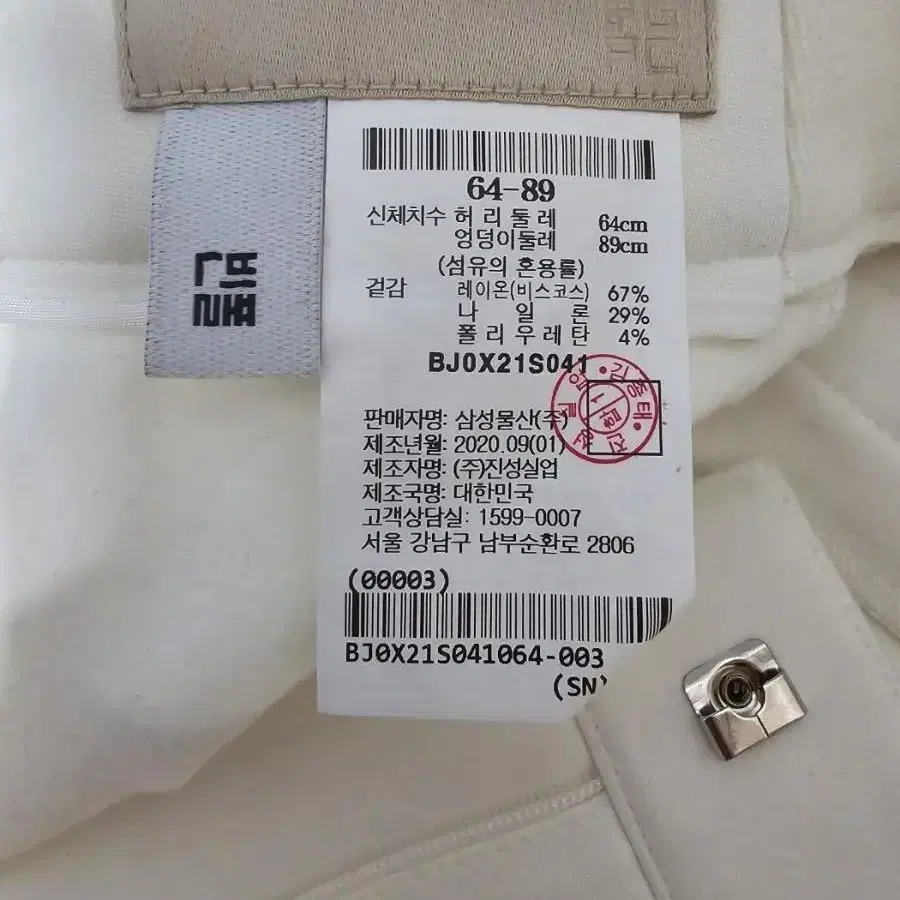 빈폴
64-89
신체치수 허 리 둘 레 64cm
엉덩이둘레 89cm
(섬유의 혼용률)
겉감 레이온(비스코스) 67%
나 일 론 29%
폴 리 우 레 탄 4%
BJ0X21S041
판매자명: 삼성물산(주)
제조년월: 2020.09(01)
제조자명: (주)진성실업
제조국명: 대한민국
고객상담실: 1599-0007
서울 강남구 남부순환로 2806
(00003)
BJ0X21S041064-003
(SN)